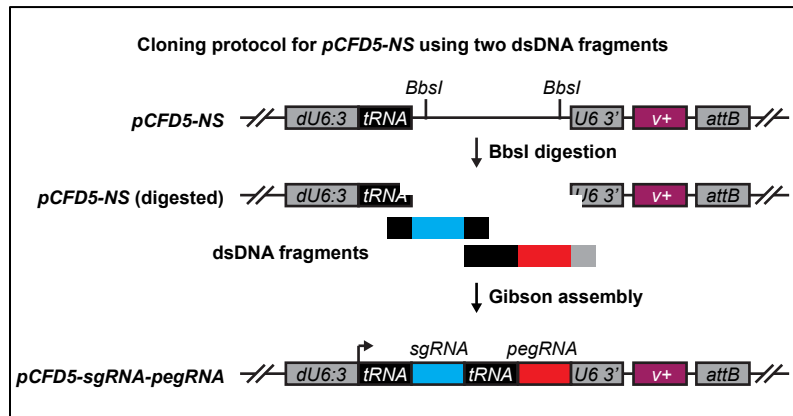 Cloning protocol for pCFD5-NS using two dsDNA fragments
BbsI BbsI
pCFD5-NS dU6:3 tRNA U6 3' v+ attB
BbsI digestion
pCFD5-NS (digested) dU6:3 tRNA U6 3' v+ attB
dsDNA fragments
Gibson assembly
sgRNA pegRNA
pCFD5-sgRNA-pegRNA dU6:3 tRNA tRNA U6 3' v+ attB